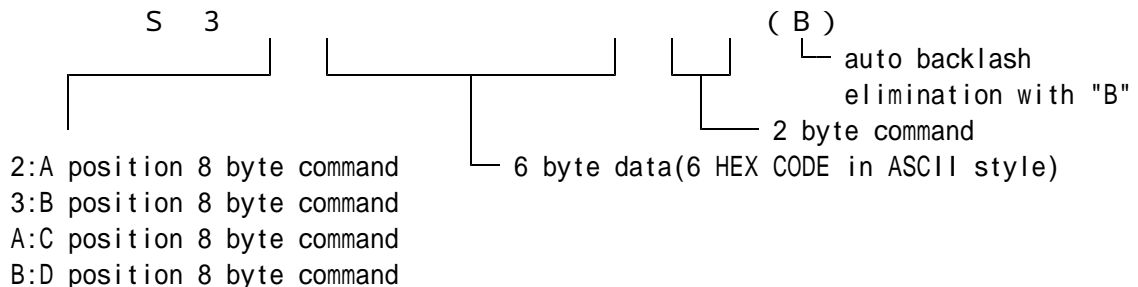 S 3 (B)
auto backlash
elimination with "B"
2 byte command
2:A position 8 byte command 6 byte data(6 HEX CODE in ASCII style)
3:B position 8 byte command
A:C position 8 byte command
B:D position 8 byte command